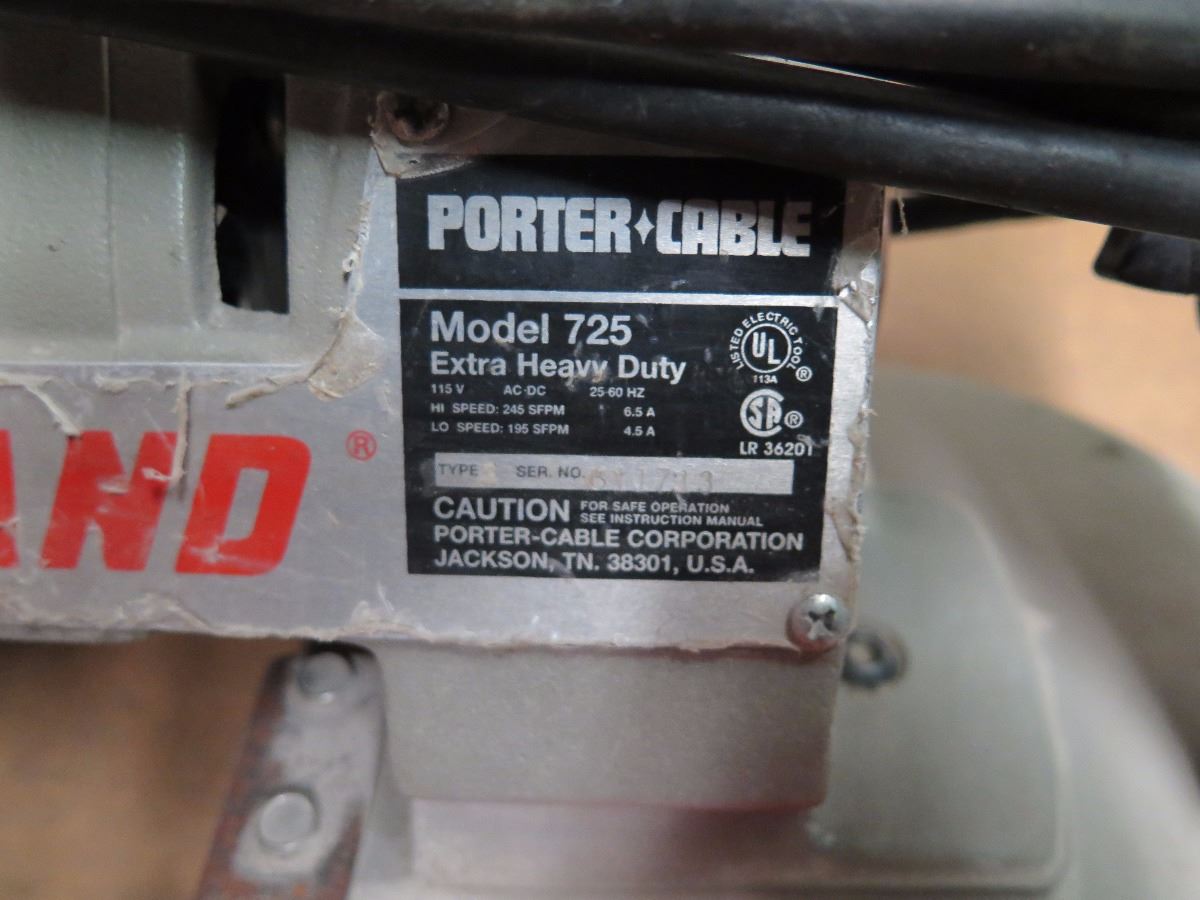 PORTER✦CABLE
Model 725
Extra Heavy Duty
115 V AC·DC 25-60 HZ
HI SPEED: 245 SFPM 6.5 A
LO SPEED: 195 SFPM 4.5 A
LISTED ELECTRIC TOOL ®
UL
113A
SA ®
LR 36201
TYPE SER. NO.
CAUTION FOR SAFE OPERATION
SEE INSTRUCTION MANUAL
PORTER-CABLE CORPORATION
JACKSON, TN. 38301, U.S.A.
AND ®